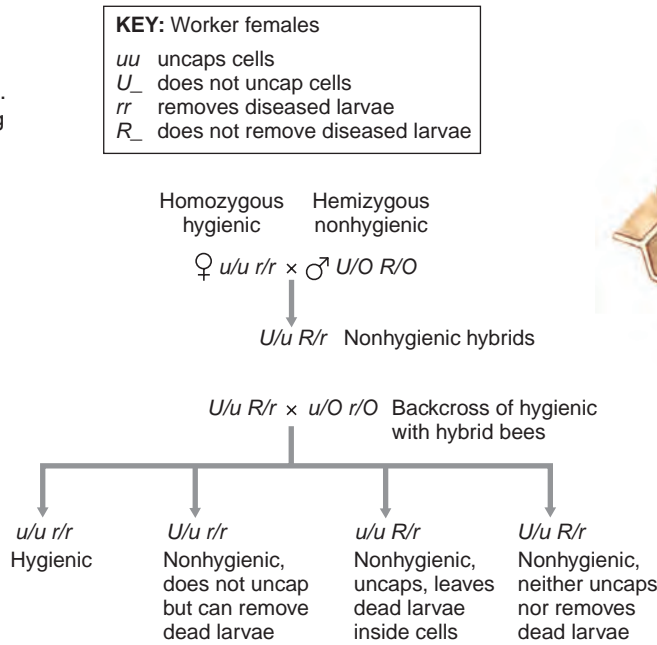 KEY: Worker females
uu uncaps cells
U_ does not uncap cells
.
rr removes diseased larvae
g
R_ does not remove diseased larvae
Homozygous hygienic
Hemizygous nonhygienic
♀ u/u r/r × ♂ U/O R/O
U/u R/r Nonhygienic hybrids
U/u R/r × u/O r/O Backcross of hygienic
with hybrid bees
u/u r/r
Hygienic
U/u r/r
Nonhygienic,
does not uncap
but can remove
dead larvae
u/u R/r
Nonhygienic,
uncaps, leaves
dead larvae
inside cells
U/u R/r
Nonhygienic,
neither uncaps
nor removes
dead larvae